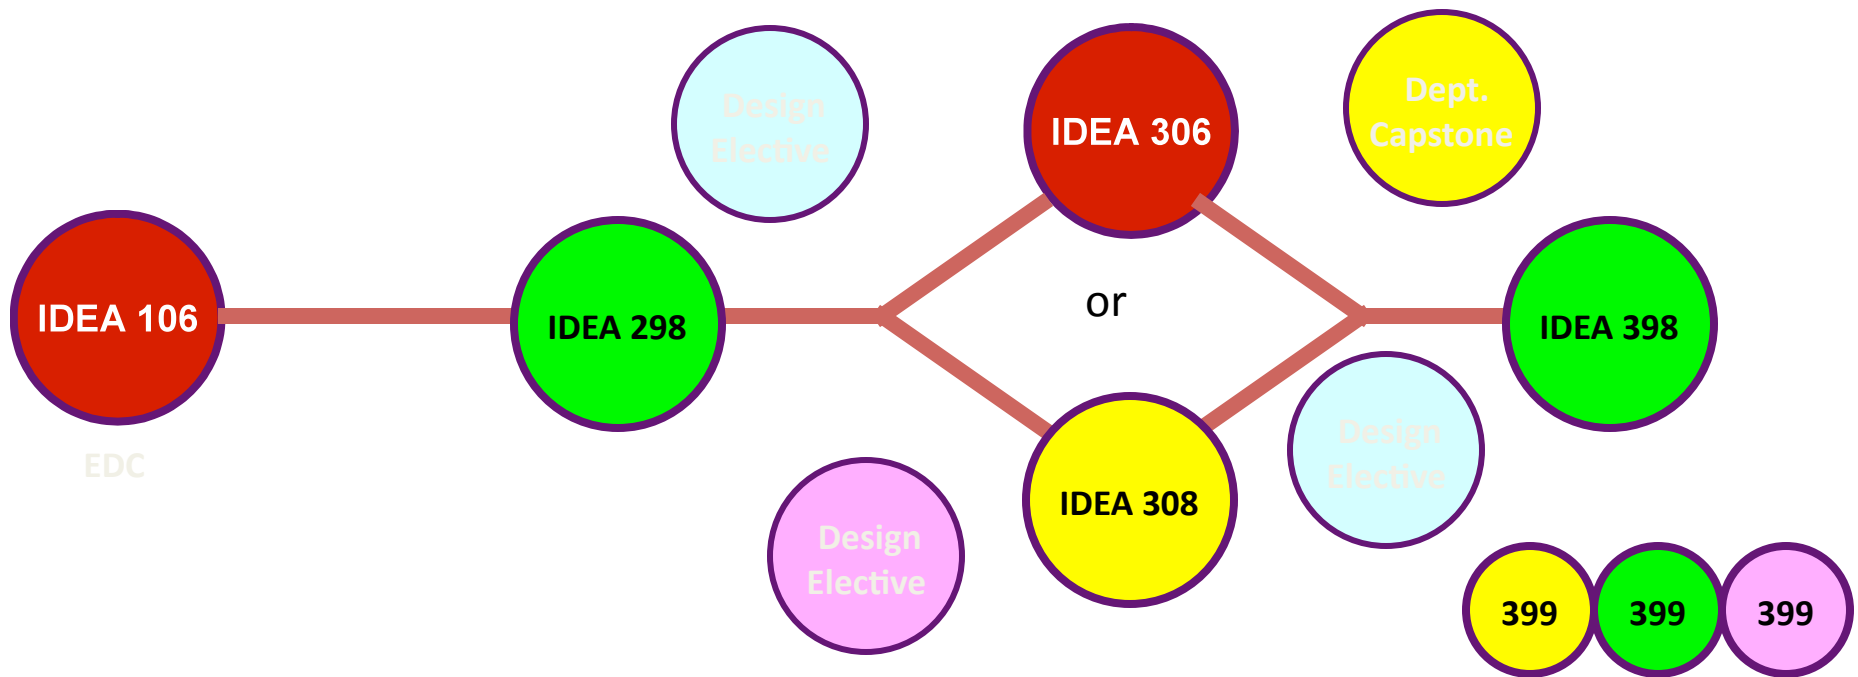 IDEA 106
EDC
IDEA 298
Design
Elective
Design
Elective
IDEA 306
or
IDEA 308
Dept.
Capstone
Design
Elective
IDEA 398
399
399
399